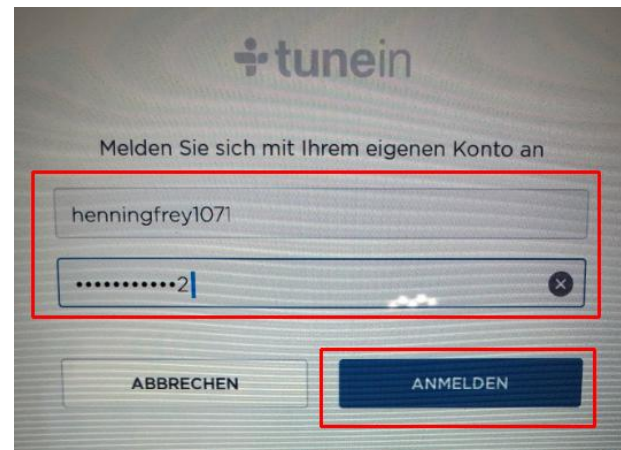 tunein
Melden Sie sich mit Ihrem eigenen Konto an
henningfrey1071
•••••••••••2
ABBRECHEN
ANMELDEN